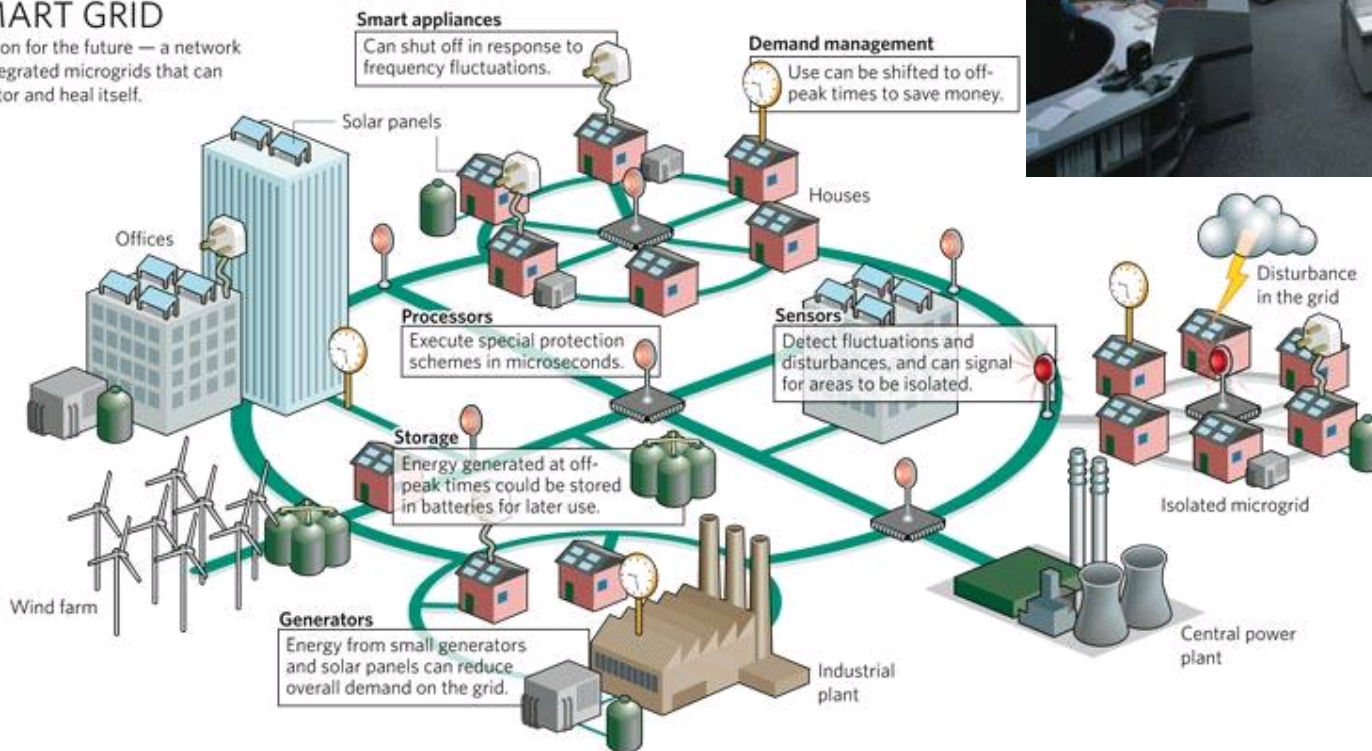 MART GRID
on for the future — a network
egrated microgrids that can
tor and heal itself.
Smart appliances
Can shut off in response to
frequency fluctuations.
Demand management
Use can be shifted to off-
peak times to save money.
Solar panels
Houses
Offices
Disturbance
in the grid
Processors
Execute special protection
schemes in microseconds.
Sensors
Detect fluctuations and
disturbances, and can signal
for areas to be isolated.
Storage
Energy generated at off-
peak times could be stored
in batteries for later use.
Isolated microgrid
Wind farm
Generators
Energy from small generators
and solar panels can reduce
overall demand on the grid.
Industrial
plant
Central power
plant